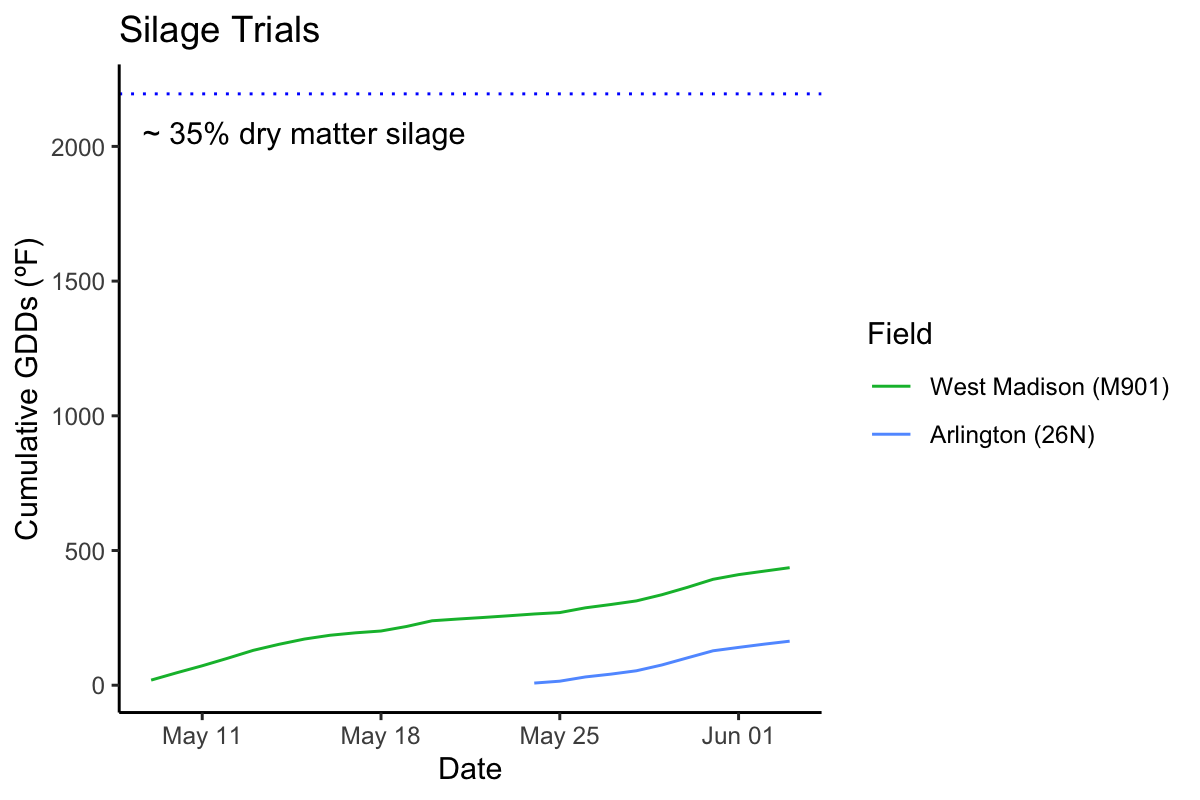 Silage Trials
~ 35% dry matter silage
Cumulative GDDs (ºF)
2000
1500
1000
500
0
May 11
May 18
May 25
Jun 01
Date
Field
West Madison (M901)
Arlington (26N)